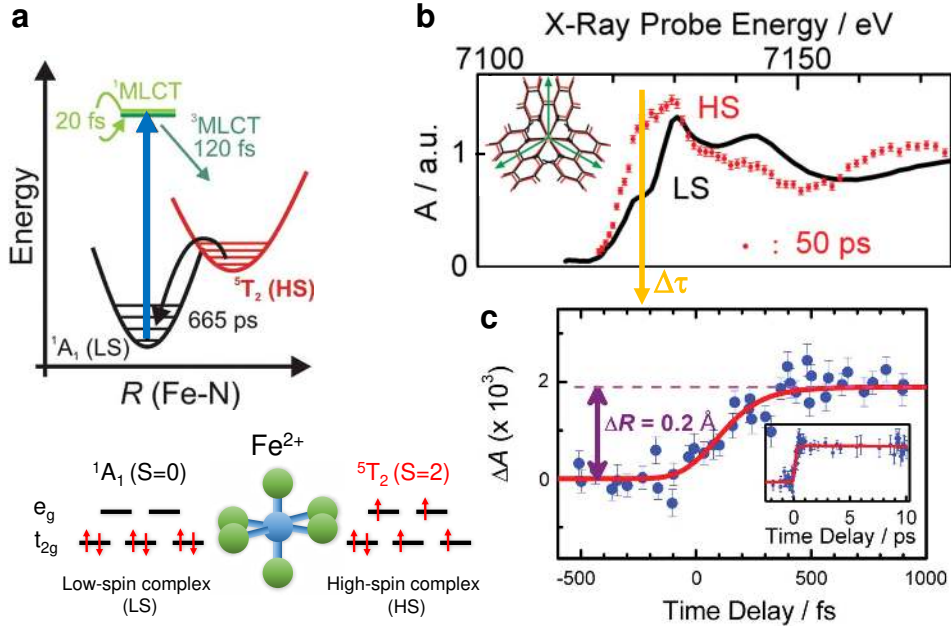 a
Energy
¹MLCT
20 fs
³MLCT
120 fs
⁵T₂ (HS)
665 ps
¹A₁ (LS)
R (Fe-N)
Fe²⁺
¹A₁ (S=0)
⁵T₂ (S=2)
e_g
t_2g
Low-spin complex
(LS)
High-spin complex
(HS)
b
X-Ray Probe Energy / eV
7100
7150
A / a.u.
1
0
HS
LS
: 50 ps
Δτ
c
ΔA (x 10³)
2
0
ΔR = 0.2 Å
0 5 10
Time Delay / ps
-500 0 500 1000
Time Delay / fs